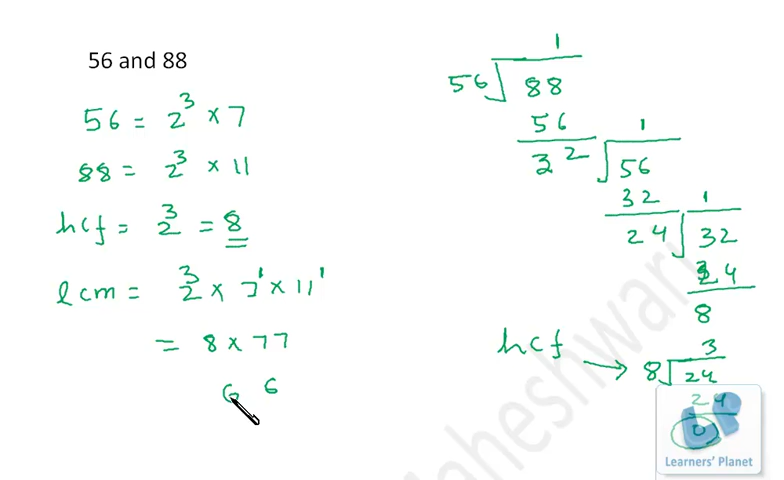 56 and 88
56 = 2³ × 7
88 = 2³ × 11
hcf = 2³ = 8
lcm = 2³ × 7¹ × 11¹
= 8 × 77
6 6
1
56 √ 88
56 1
32 √ 56
32 1
24 √ 32
24
8
hcf → 3
8 √ 24
24
0
Learners' Planet
Maheshwari